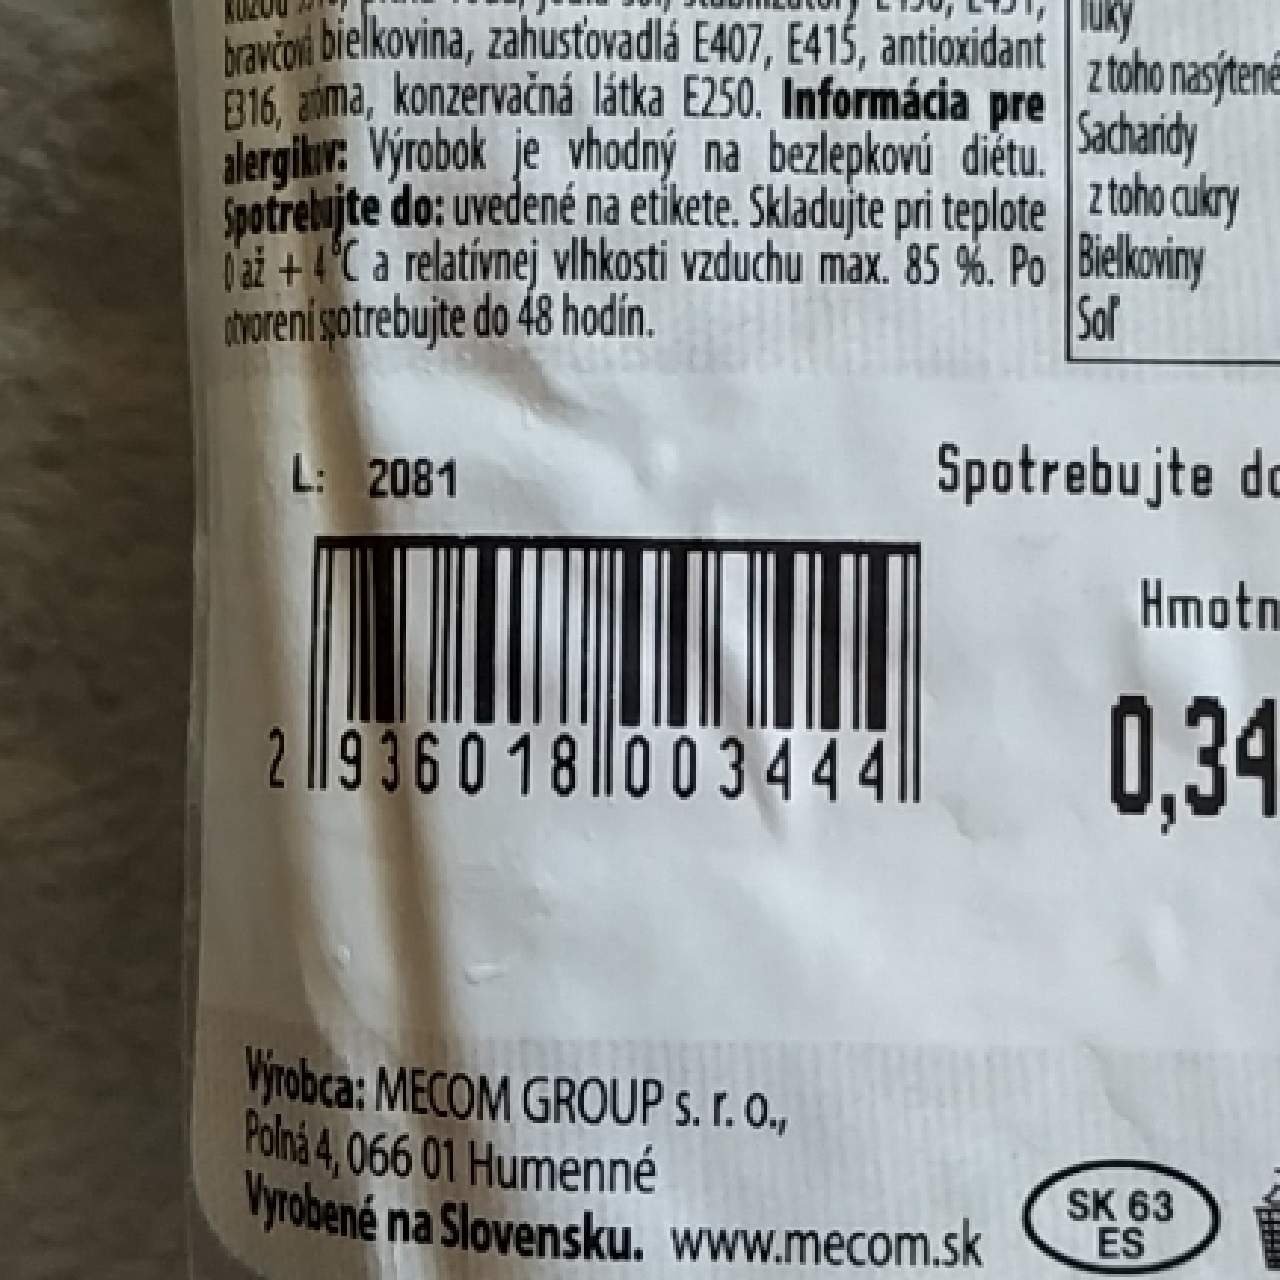 bravčová bielkovina, zahusťovadlá E407, E415, antioxidant
E316, aróma, konzervačná látka E250. Informácia pre
alergikov: Výrobok je vhodný na bezlepkovú diétu.
Spotrebujte do: uvedené na etikete. Skladujte pri teplote
0 až + 4°C a relatívnej vlhkosti vzduchu max. 85 %. Po
otvorení spotrebujte do 48 hodín.
Tuky
z toho nasýtené
Sacharidy
z toho cukry
Bielkoviny
Soľ
L: 2081
Spotrebujte do
2 936018 003444
Hmotn
0,34
Výrobca: MECOM GROUP s. r. o.,
Poľná 4, 066 01 Humenné
Vyrobené na Slovensku. www.mecom.sk
SK 63
ES